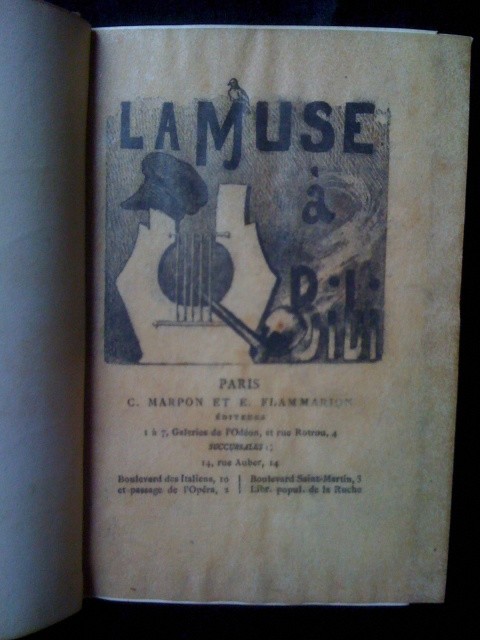 LA MUSE
à
Bibi
PARIS
C. MARPON ET E. FLAMMARION
ÉDITEURS
1 à 7, Galeries de l'Odéon, et rue Rotrou, 4
SUCCURSALES :
14, rue Auber, 14
Boulevard des Italiens, 10
et passage de l'Opéra, 2
Boulevard Saint-Martin, 3
Libr. popul. de la Ruche